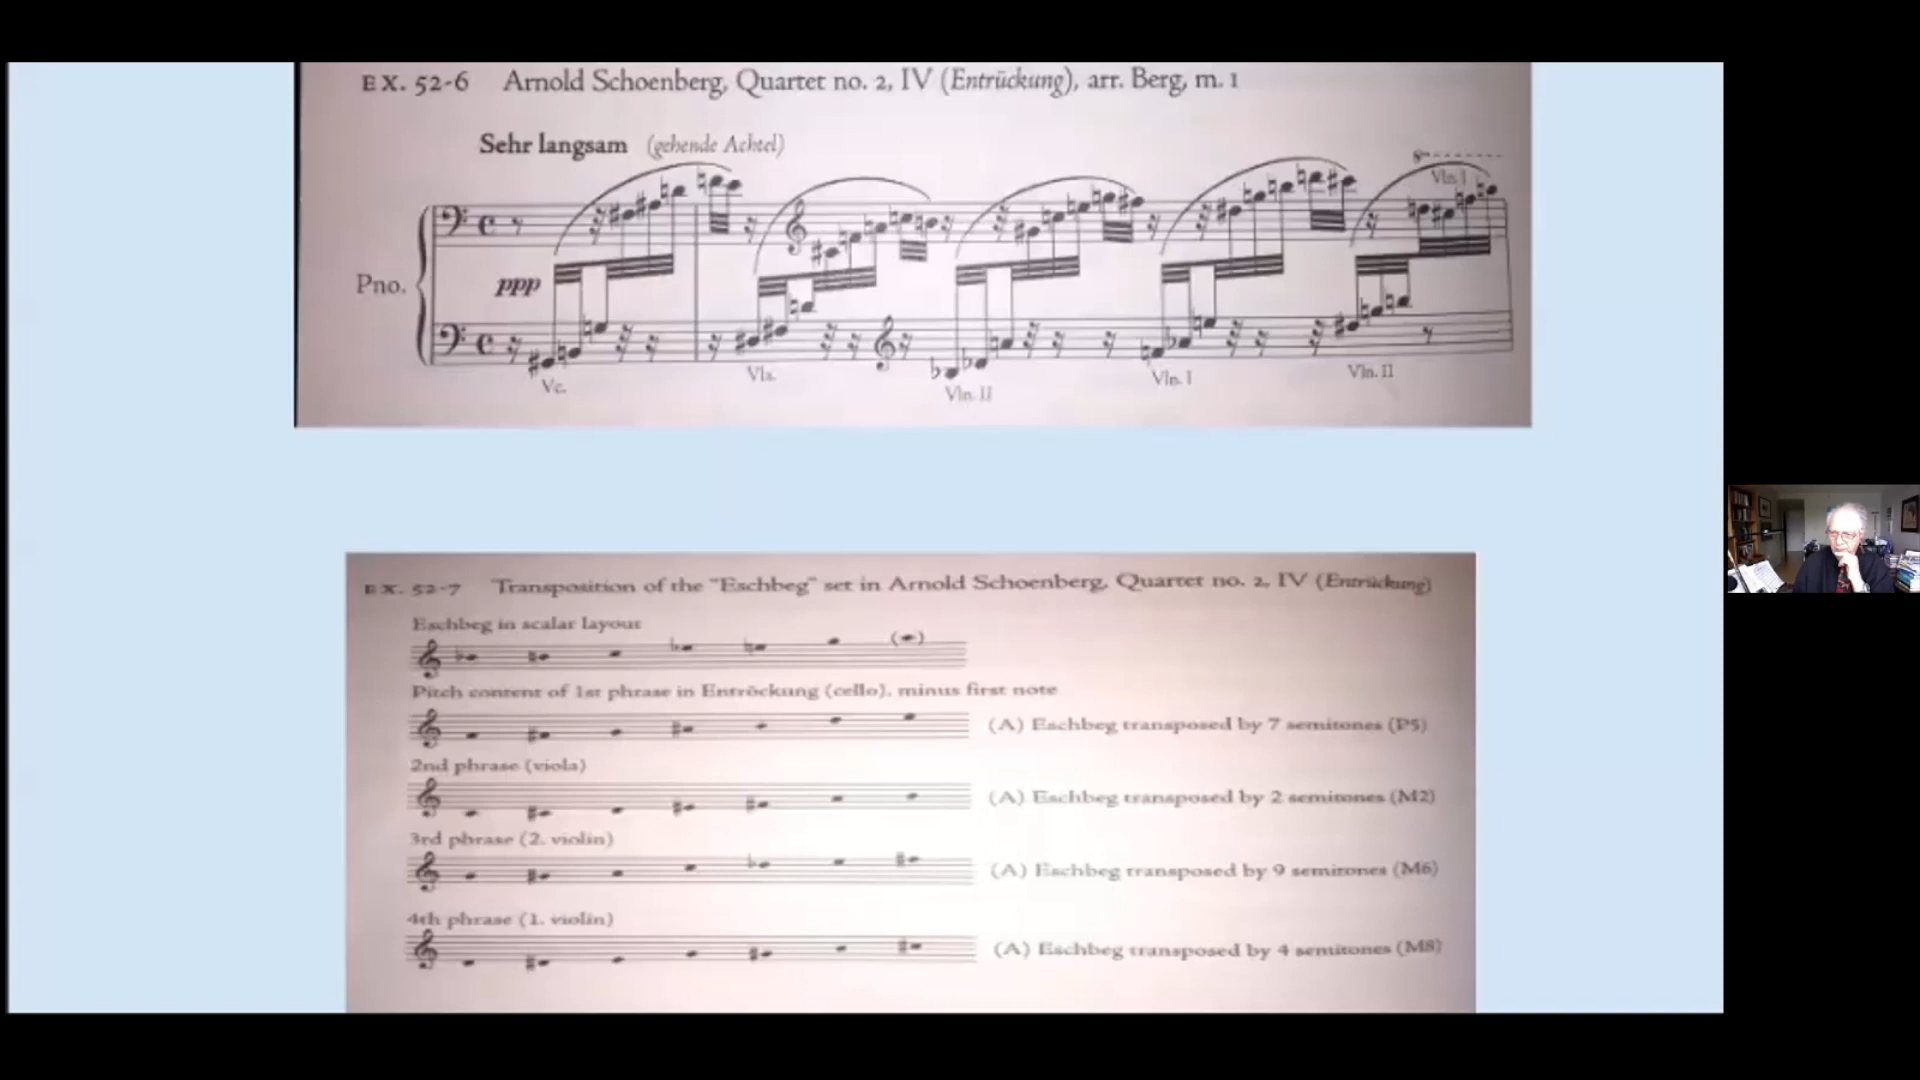 EX. 52-6 Arnold Schoenberg, Quartet no. 2, IV (Entrückung), arr. Berg, m. 1
Sehr langsam (gehende Achtel)
8va
Vln. I
Pno.
ppp
Vc.
Vla.
Vln. II
Vln. I
Vln. II
EX. 52-7 Transposition of the "Eschbeg" set in Arnold Schoenberg, Quartet no. 2, IV (Entrückung)
Eschbeg in scalar layout
Pitch content of 1st phrase in Entröckung (cello), minus first note
(A) Eschbeg transposed by 7 semitones (P5)
2nd phrase (viola)
(A) Eschbeg transposed by 2 semitones (M2)
3rd phrase (2. violin)
(A) Eschbeg transposed by 9 semitones (M6)
4th phrase (1. violin)
(A) Eschbeg transposed by 4 semitones (M8)